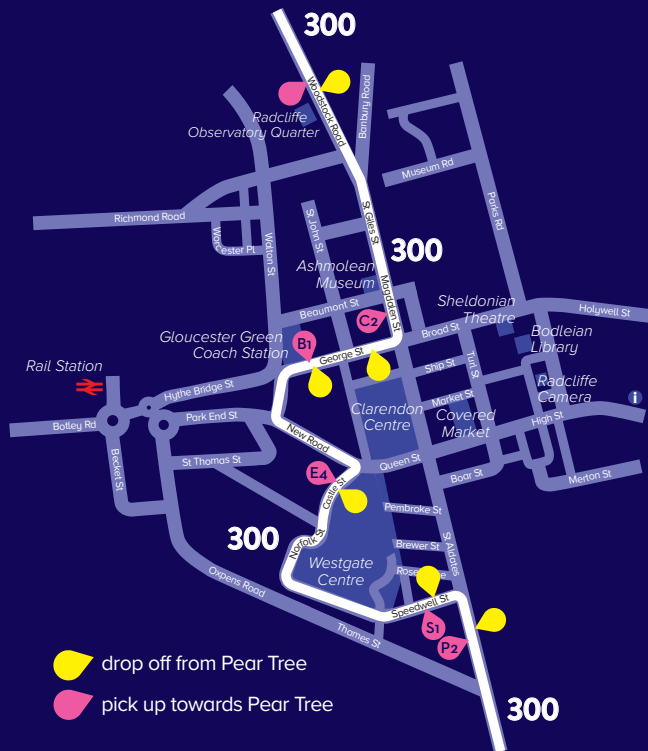 300
Woodstock Road
Banbury Road
Radcliffe
Observatory Quarter
Museum Rd
Parks Rd
Richmond Road
Worcester Pl
Walton St
St John St
St Giles St
300
Ashmolean
Museum
Magdalen St
Beaumont St
C2
Sheldonian
Theatre
Holywell St
Broad St
Bodleian
Library
Gloucester Green
Coach Station
B1
George St
Ship St
Turl St
Rail Station
Hythe Bridge St
Radcliffe
Camera
i
Market St
Clarendon
Centre
Covered
Market
High St
Park End St
Botley Rd
New Road
Queen St
Becket St
St Thomas St
E4
Castle St
Boar St
Merton St
Pembroke St
300
Norfolk St
Brewer St
St Aldates
Westgate
Centre
Oxpens Road
Speedwell St
S1
P2
Thames St
drop off from Pear Tree
pick up towards Pear Tree
300